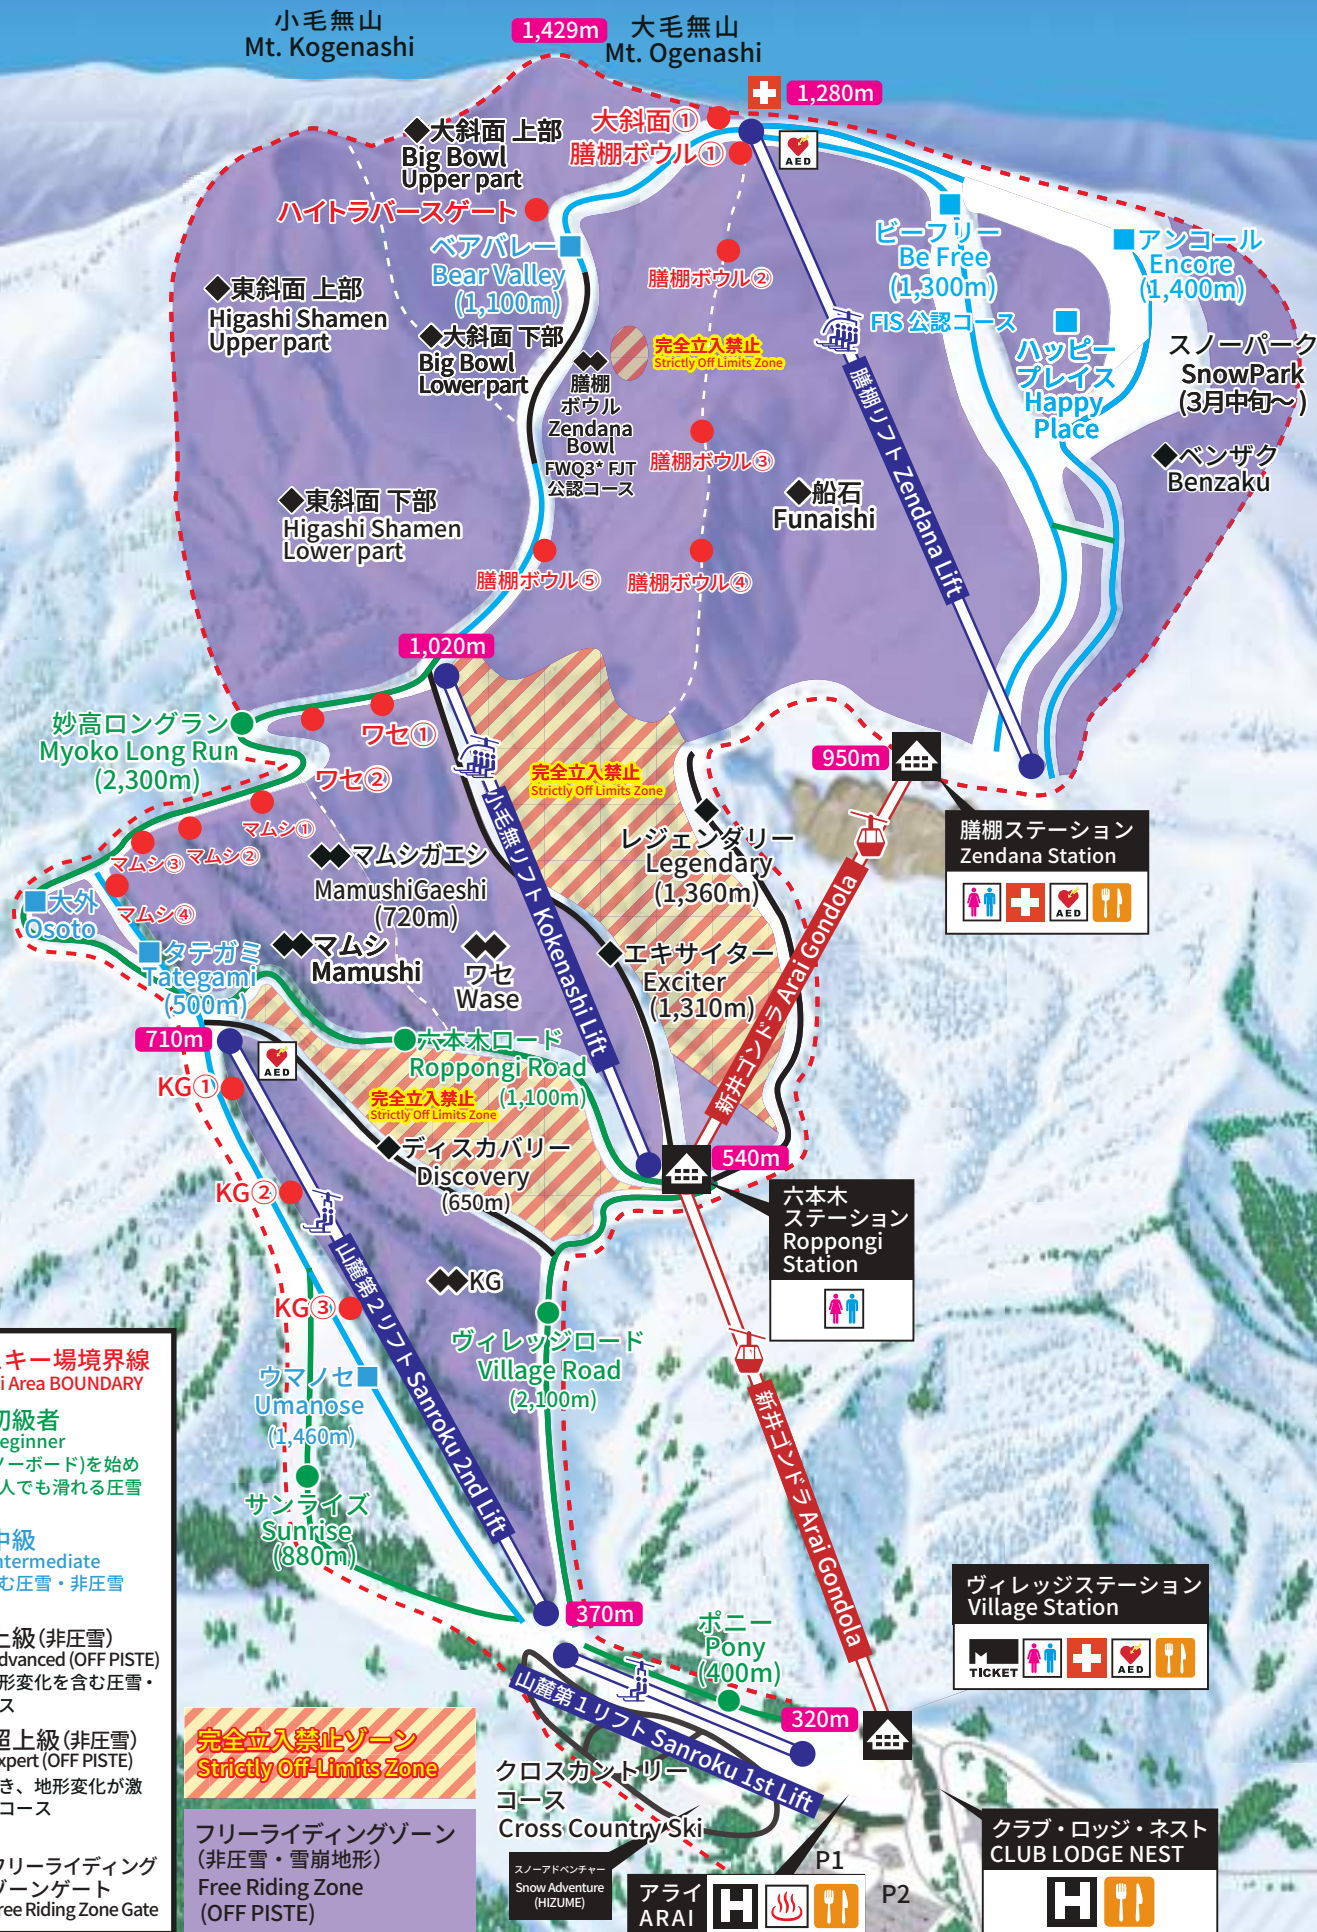 小毛無山
Mt. Kogenashi
1,429m
大毛無山
Mt. Ogenashi
1,280m
大斜面①
膳棚ボウル①
AED
◆大斜面 上部
Big Bowl
Upper part
ハイトラバースゲート
ベアバレー
Bear Valley
(1,100m)
膳棚ボウル②
ビーフリー
Be Free
(1,300m)
FIS 公認コース
アンコール
Encore
(1,400m)
ハッピー
プレイス
Happy
Place
スノーパーク
SnowPark
(3月中旬〜)
◆ベンザク
Benzaku
◆東斜面 上部
Higashi Shamen
Upper part
◆大斜面 下部
Big Bowl
Lower part
完全立入禁止
Strictly Off Limits Zone
◆◆
膳棚
ボウル
Zendana
Bowl
FWQ3* FJT
公認コース
膳棚ボウル③
◆船石
Funaishi
膳棚リフト Zendana Lift
◆東斜面 下部
Higashi Shamen
Lower part
膳棚ボウル⑤
膳棚ボウル④
1,020m
妙高ロングラン
Myoko Long Run
(2,300m)
ワセ①
ワセ②
950m
膳棚ステーション
Zendana Station
AED
完全立入禁止
Strictly Off Limits Zone
小毛無リフト Kokenashi Lift
レジェンダリー
Legendary
(1,360m)
マムシ①
マムシ②
マムシ③
マムシ④
◆◆マムシガエシ
MamushiGaeshi
(720m)
大外
Osoto
タテガミ
Tategami
(500m)
◆◆マムシ
Mamushi
◆◆
ワセ
Wase
エキサイター
Exciter
(1,310m)
新井ゴンドラ Arai Gondola
710m
AED
KG①
六本木ロード
Roppongi Road
(1,100m)
完全立入禁止
Strictly Off Limits Zone
ディスカバリー
Discovery
(650m)
540m
六本木
ステーション
Roppongi
Station
KG②
KG③
山麓第2リフト Sanroku 2nd Lift
◆◆KG
ヴィレッジロード
Village Road
(2,100m)
ウマノセ
Umanose
(1,460m)
サンライズ
Sunrise
(880m)
新井ゴンドラ Arai Gondola
370m
ポニー
Pony
(400m)
320m
山麓第1リフト Sanroku 1st Lift
ヴィレッジステーション
Village Station
TICKET
AED
クロスカントリー
コース
Cross Country Ski
スノーアドベンチャー
Snow Adventure
(HIZUME)
アライ
ARAI
H
P1
P2
クラブ・ロッジ・ネスト
CLUB LODGE NEST
H
キー場境界線
i Area BOUNDARY
初級者
eginner
ノーボード)を始め
人でも滑れる圧雪
中級
ntermediate
む圧雪・非圧雪
上級(非圧雪)
dvanced (OFF PISTE)
形変化を含む圧雪・
ス
超上級(非圧雪)
xpert (OFF PISTE)
き、地形変化が激
コース
フリーライディング
ゾーンゲート
ree Riding Zone Gate
完全立入禁止ゾーン
Strictly Off-Limits Zone
フリーライディングゾーン
(非圧雪・雪崩地形)
Free Riding Zone
(OFF PISTE)